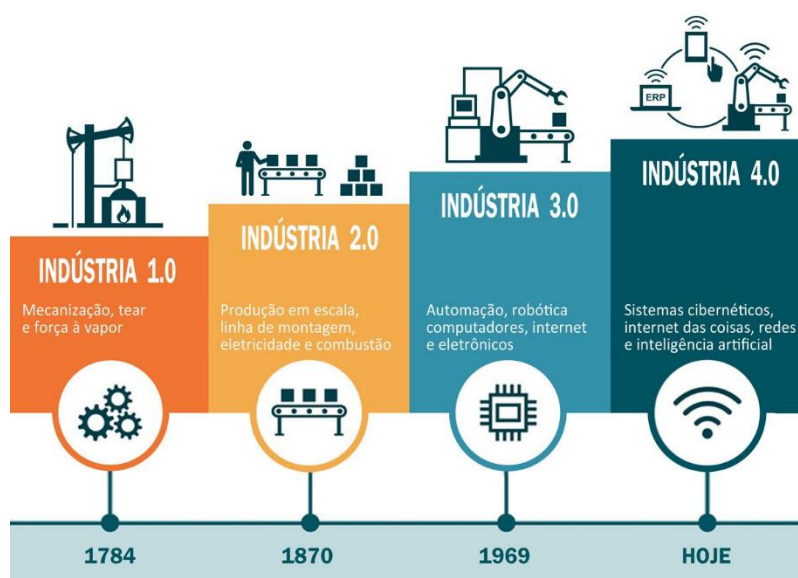 ERP
INDÚSTRIA 1.0
Mecanização, tear
e força à vapor
INDÚSTRIA 2.0
Produção em escala,
linha de montagem,
eletricidade e combustão
INDÚSTRIA 3.0
Automação, robótica
computadores, internet
e eletrônicos
INDÚSTRIA 4.0
Sistemas cibernéticos,
internet das coisas, redes
e inteligência artificial
1784
1870
1969
HOJE